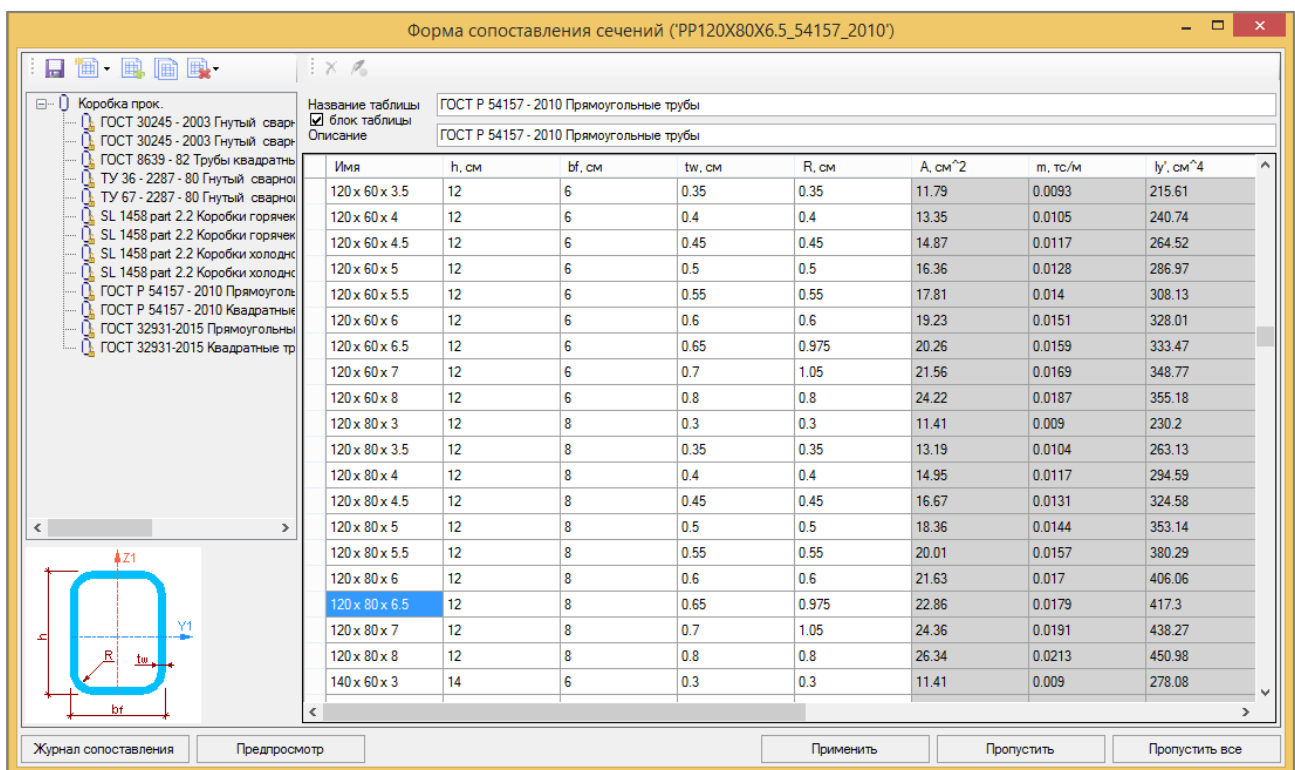 Форма сопоставления сечений ('PP120X80X6.5_54157_2010')
Коробка прок.
ГОСТ 30245 - 2003 Гнутый сварн
ГОСТ 30245 - 2003 Гнутый сварн
ГОСТ 8639 - 82 Трубы квадратнь
ТУ 36 - 2287 - 80 Гнутый сварно
ТУ 67 - 2287 - 80 Гнутый сварно
SL 1458 part 2.2 Коробки горячек
SL 1458 part 2.2 Коробки горячек
SL 1458 part 2.2 Коробки холодно
SL 1458 part 2.2 Коробки холодно
ГОСТ Р 54157 - 2010 Прямоуголь
ГОСТ Р 54157 - 2010 Квадратные
ГОСТ 32931-2015 Прямоугольны
ГОСТ 32931-2015 Квадратные тр
Название таблицы ГОСТ Р 54157 - 2010 Прямоугольные трубы
блок таблицы
Описание ГОСТ Р 54157 - 2010 Прямоугольные трубы
Имя h, см bf, см tw, см R, см A, см^2 m, тс/м Iy', см^4
120 x 60 x 3.5 12 6 0.35 0.35 11.79 0.0093 215.61
120 x 60 x 4 12 6 0.4 0.4 13.35 0.0105 240.74
120 x 60 x 4.5 12 6 0.45 0.45 14.87 0.0117 264.52
120 x 60 x 5 12 6 0.5 0.5 16.36 0.0128 286.97
120 x 60 x 5.5 12 6 0.55 0.55 17.81 0.014 308.13
120 x 60 x 6 12 6 0.6 0.6 19.23 0.0151 328.01
120 x 60 x 6.5 12 6 0.65 0.975 20.26 0.0159 333.47
120 x 60 x 7 12 6 0.7 1.05 21.56 0.0169 348.77
120 x 60 x 8 12 6 0.8 0.8 24.22 0.0187 355.18
120 x 80 x 3 12 8 0.3 0.3 11.41 0.009 230.2
120 x 80 x 3.5 12 8 0.35 0.35 13.19 0.0104 263.13
120 x 80 x 4 12 8 0.4 0.4 14.95 0.0117 294.59
120 x 80 x 4.5 12 8 0.45 0.45 16.67 0.0131 324.58
120 x 80 x 5 12 8 0.5 0.5 18.36 0.0144 353.14
120 x 80 x 5.5 12 8 0.55 0.55 20.01 0.0157 380.29
120 x 80 x 6 12 8 0.6 0.6 21.63 0.017 406.06
120 x 80 x 6.5 12 8 0.65 0.975 22.86 0.0179 417.3
120 x 80 x 7 12 8 0.7 1.05 24.36 0.0191 438.27
120 x 80 x 8 12 8 0.8 0.8 26.34 0.0213 450.98
140 x 60 x 3 14 6 0.3 0.3 11.41 0.009 278.08
Z1
Y1
h
R
tw
bf
Журнал сопоставления Предпросмотр Применить Пропустить Пропустить все